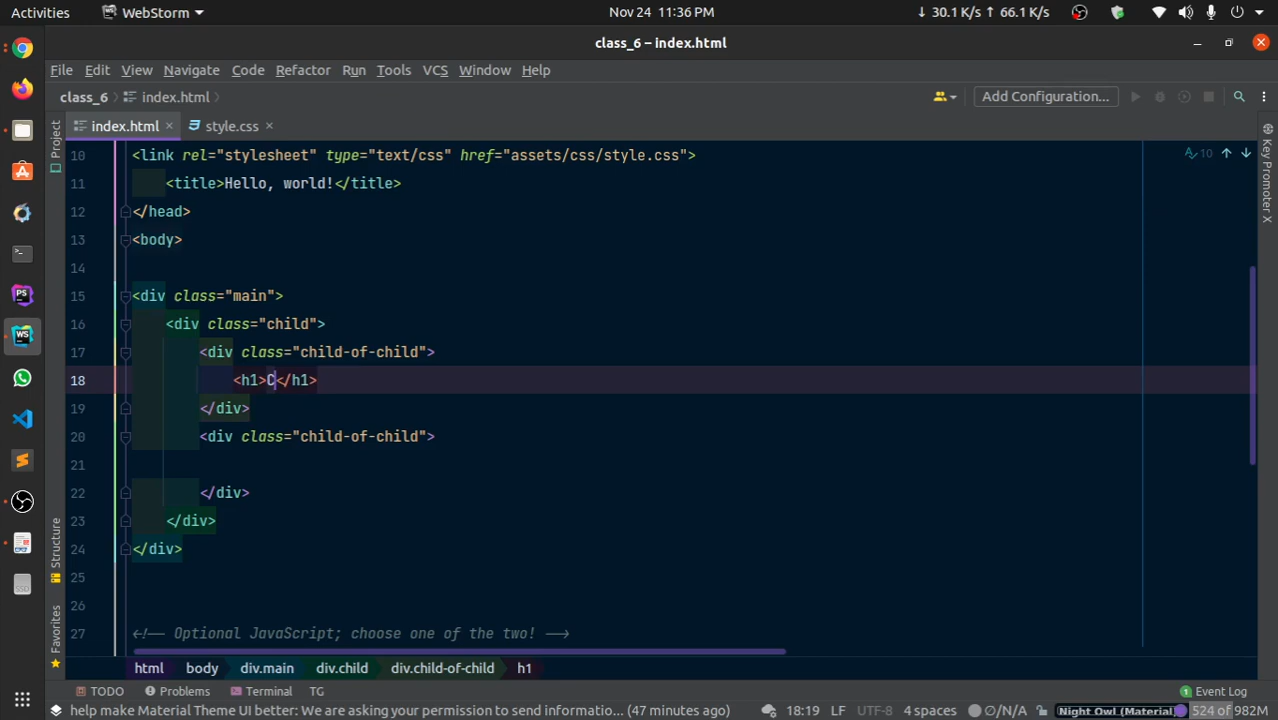 Activities WebStorm Nov 24 11:36 PM ↓ 30.1 K/s ↑ 66.1 K/s
class_6 – index.html
File Edit View Navigate Code Refactor Run Tools VCS Window Help
class_6 index.html Add Configuration...
index.html style.css
Project
Key Promoter X
10 <link rel="stylesheet" type="text/css" href="assets/css/style.css"> 10
11 <title>Hello, world!</title>
12 </head>
13 <body>
14
15 <div class="main">
16 <div class="child">
17 <div class="child-of-child">
18 <h1>C</h1>
19 </div>
20 <div class="child-of-child">
21
22 </div>
23 </div>
24 </div>
25
26
27 <!-- Optional JavaScript; choose one of the two! -->
Structure
Favorites
PS
WS
SSD
html body div.main div.child div.child-of-child h1
TODO Problems Terminal TG 1 Event Log
help make Material Theme UI better: We are asking your permission to send informatio... (47 minutes ago) 18:19 LF UTF-8 4 spaces ∅/N/A Night Owl (Material) 524 of 982M